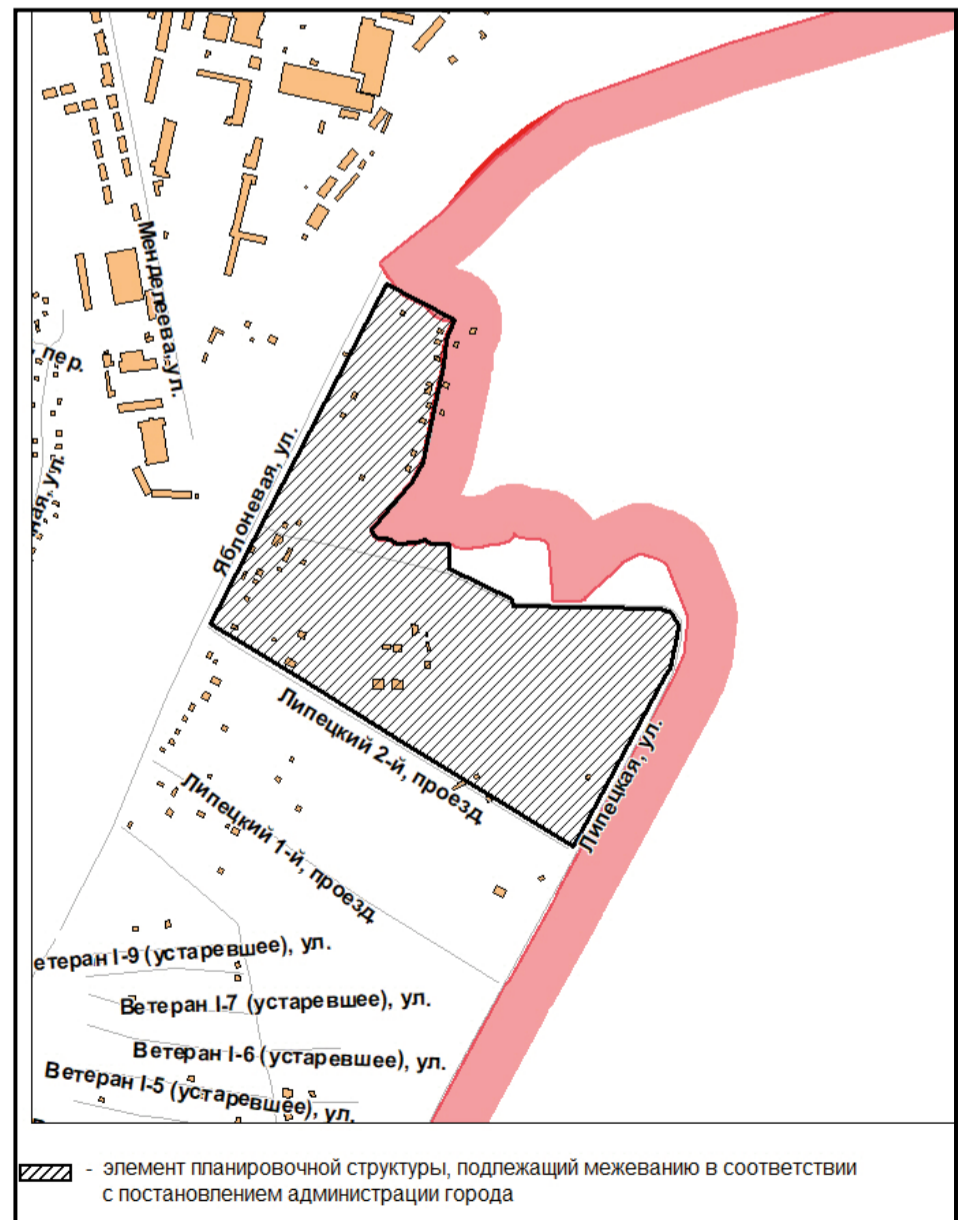 Менделеева, ул.
пер.
ная, ул.
Яблоневая, ул.
Липецкий 2-й, проезд
Липецкая, ул.
Липецкий 1-й, проезд
етеран I-9 (устаревшее), ул.
Ветеран I-7 (устаревшее), ул.
Ветеран I-6 (устаревшее), ул.
Ветеран I-5 (устаревшее), ул.
- элемент планировочной структуры, подлежащий межеванию в соответствии
с постановлением администрации города